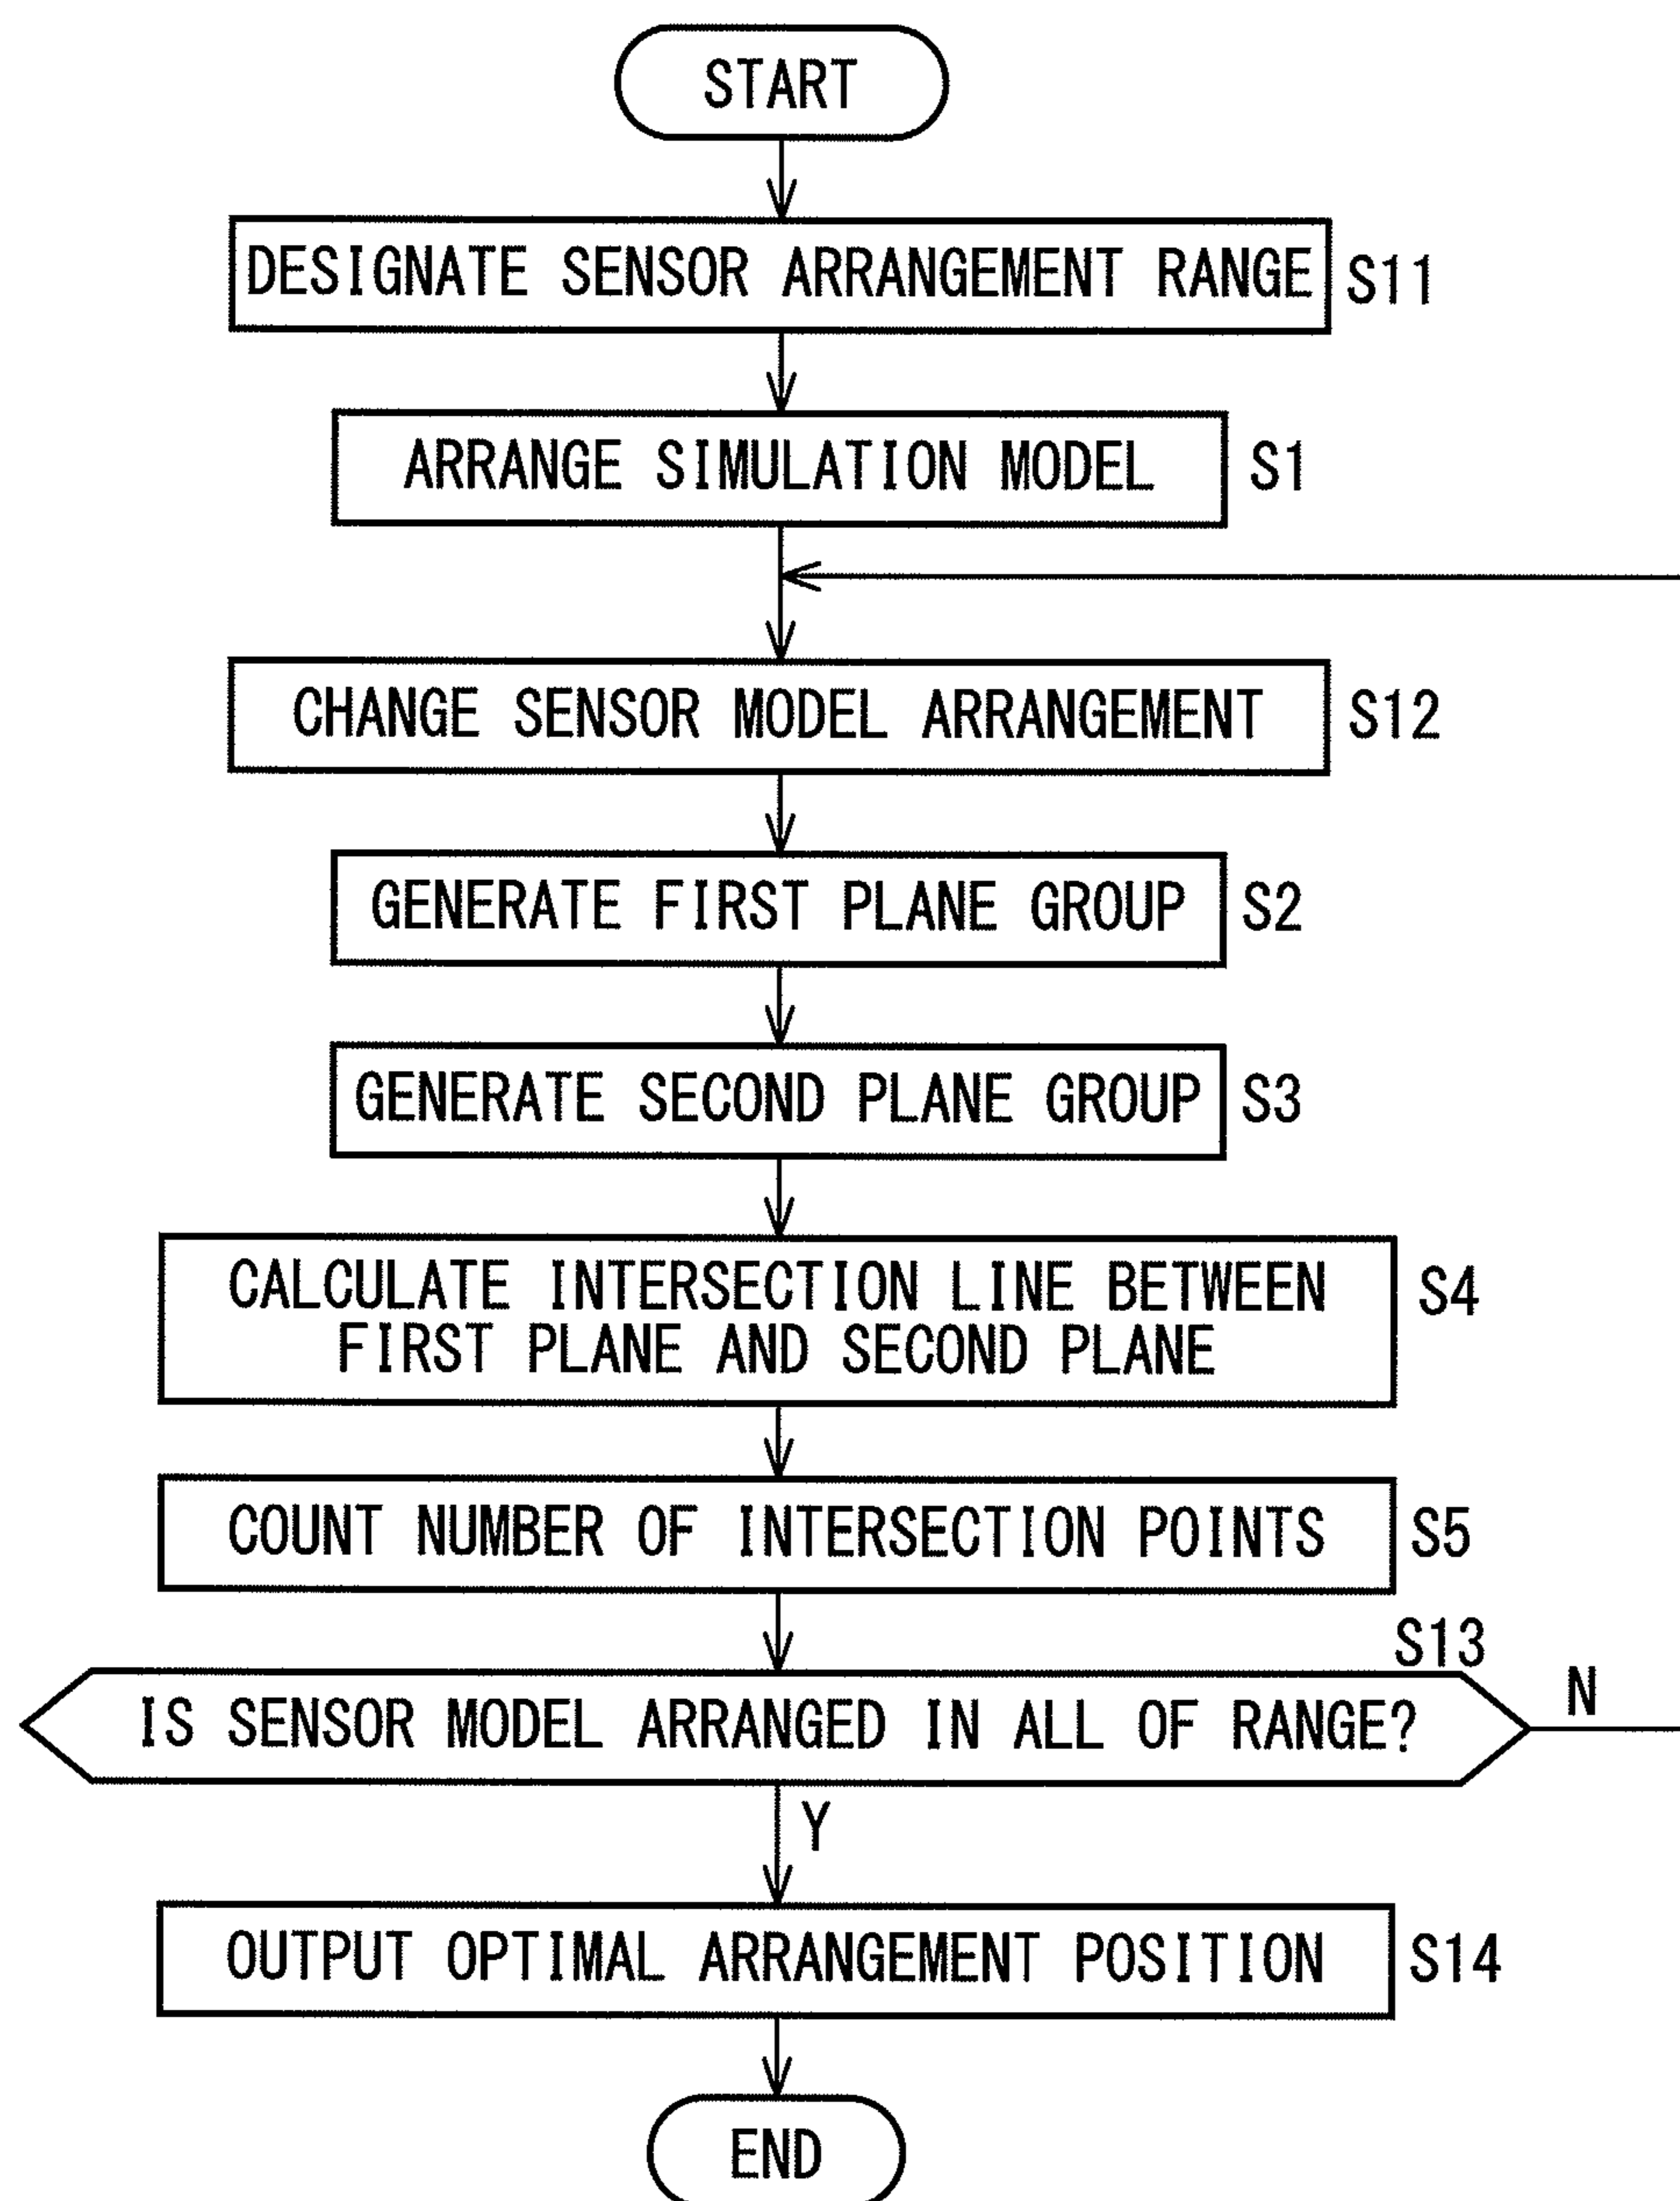 START
DESIGNATE SENSOR ARRANGEMENT RANGE S11
ARRANGE SIMULATION MODEL S1
CHANGE SENSOR MODEL ARRANGEMENT S12
GENERATE FIRST PLANE GROUP S2
GENERATE SECOND PLANE GROUP S3
CALCULATE INTERSECTION LINE BETWEEN S4
FIRST PLANE AND SECOND PLANE
COUNT NUMBER OF INTERSECTION POINTS S5
S13
IS SENSOR MODEL ARRANGED IN ALL OF RANGE? N
Y
OUTPUT OPTIMAL ARRANGEMENT POSITION S14
END